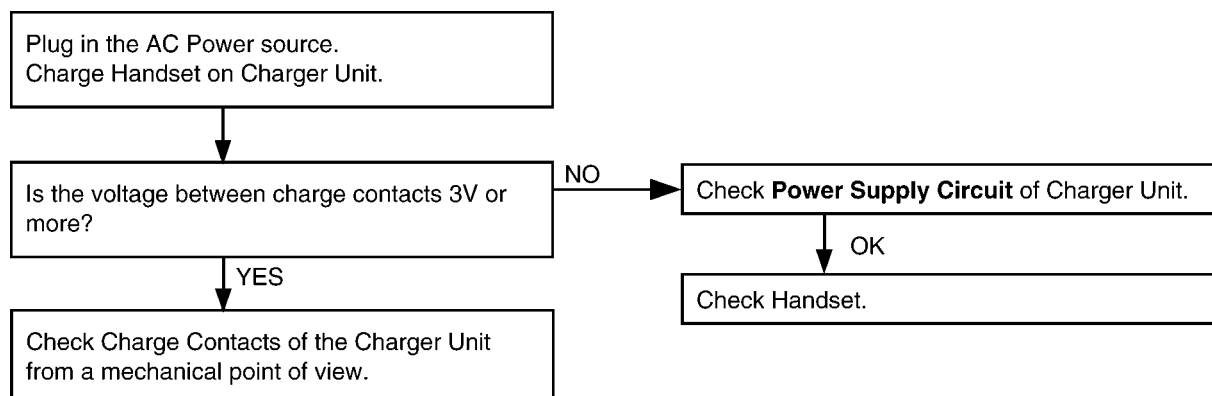 Plug in the AC Power source.
Charge Handset on Charger Unit.
Is the voltage between charge contacts 3V or
more?
NO
Check Power Supply Circuit of Charger Unit.
OK
Check Handset.
YES
Check Charge Contacts of the Charger Unit
from a mechanical point of view.